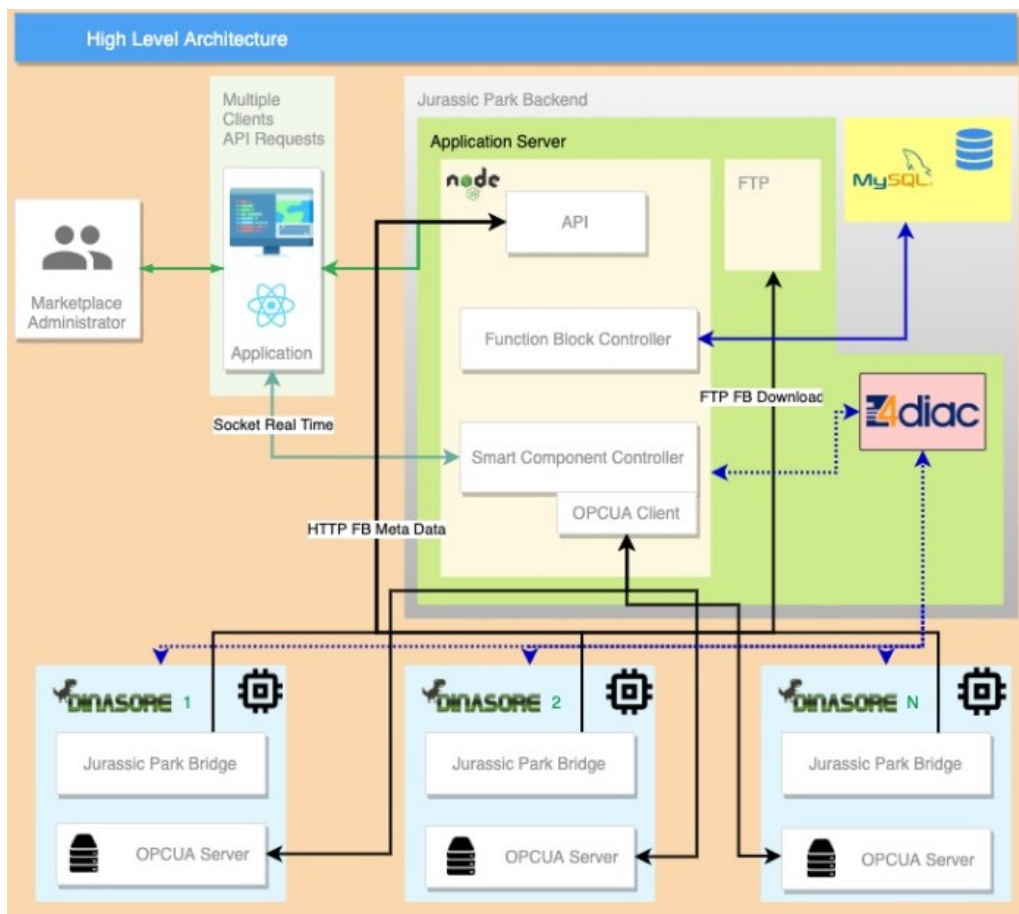 High Level Architecture
Multiple
Clients
API Requests
Jurassic Park Backend
Application Server
node
JS
API
FTP
MySQL
Marketplace
Administrator
Application
Function Block Controller
FTP FB Download
4diac
Socket Real Time
Smart Component Controller
OPCUA Client
HTTP FB Meta Data
DINASORE 1
Jurassic Park Bridge
OPCUA Server
DINASORE 2
Jurassic Park Bridge
OPCUA Server
DINASORE N
Jurassic Park Bridge
OPCUA Server